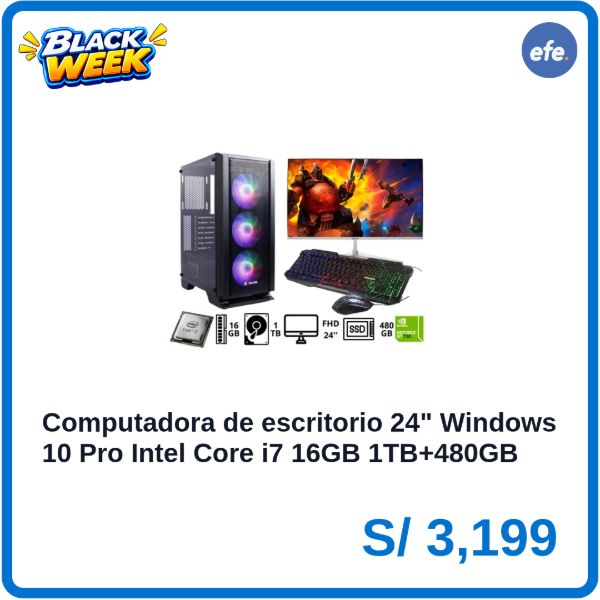 BLACK
WEEK
efe.
16
GB
1
TB
FHD
24"
SSD
480
GB
Computadora de escritorio 24" Windows
10 Pro Intel Core i7 16GB 1TB+480GB
S/ 3,199